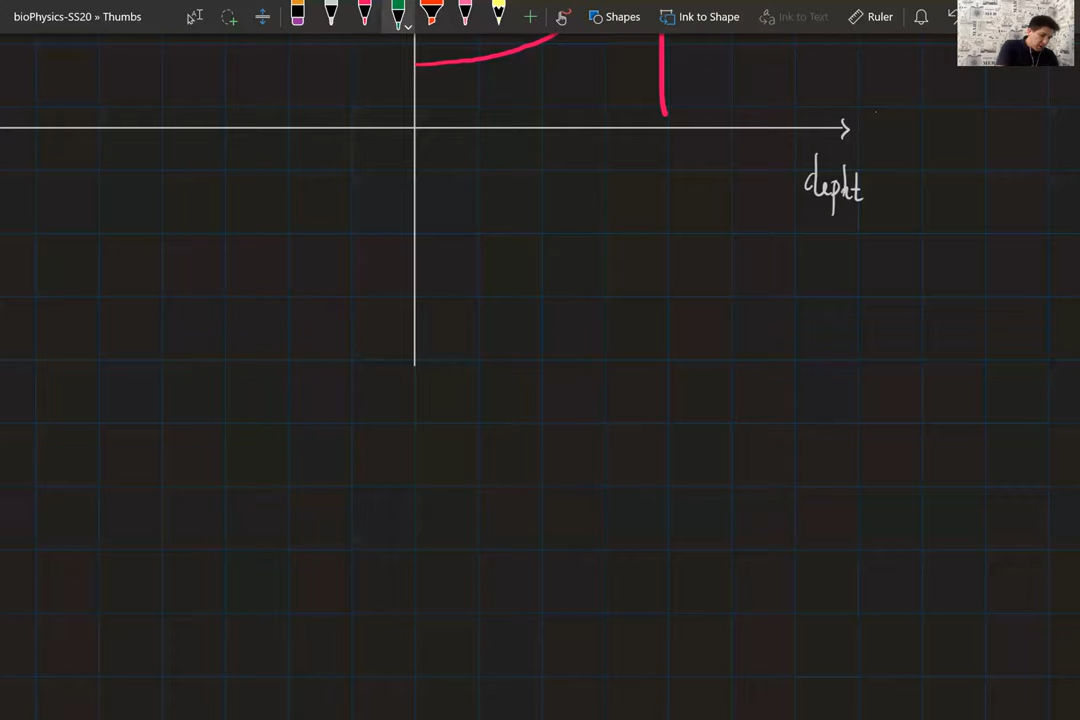 bioPhysics-SS20 » Thumbs
Shapes
Ink to Shape
Ink to Text
Ruler
depht